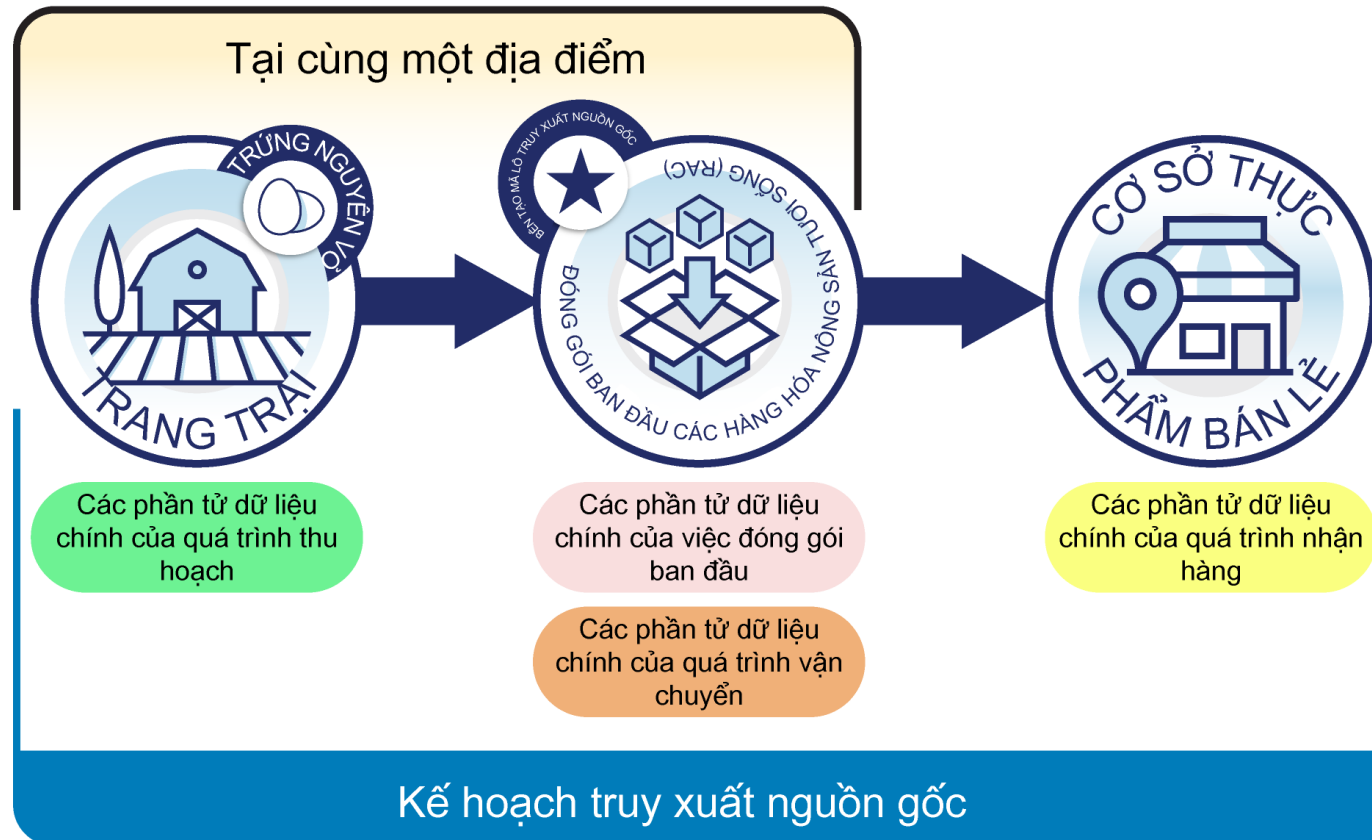 Tại cùng một địa điểm
TRỨNG NGUYÊN VỎ
TRANG TRẠI
BÊN TẠO MÃ LÔ TRUY XUẤT NGUỒN GỐC
ĐÓNG GÓI BAN ĐẦU CÁC HÀNG HÓA NÔNG SẢN TƯƠI SỐNG (RAC)
CƠ SỞ THỰC
PHẨM BÁN LẺ
Các phần tử dữ liệu
chính của quá trình thu
hoạch
Các phần tử dữ liệu
chính của việc đóng gói
ban đầu
Các phần tử dữ liệu
chính của quá trình vận
chuyển
Các phần tử dữ liệu
chính của quá trình nhận
hàng
Kế hoạch truy xuất nguồn gốc